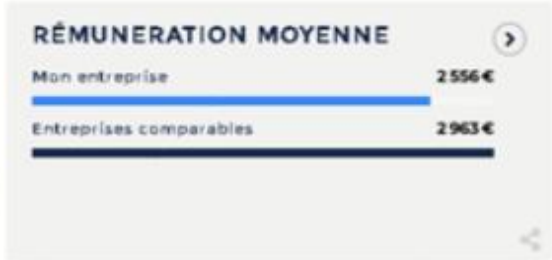 RÉMUNERATION MOYENNE
Mon entreprise 2 556 €
Entreprises comparables 2 963 €